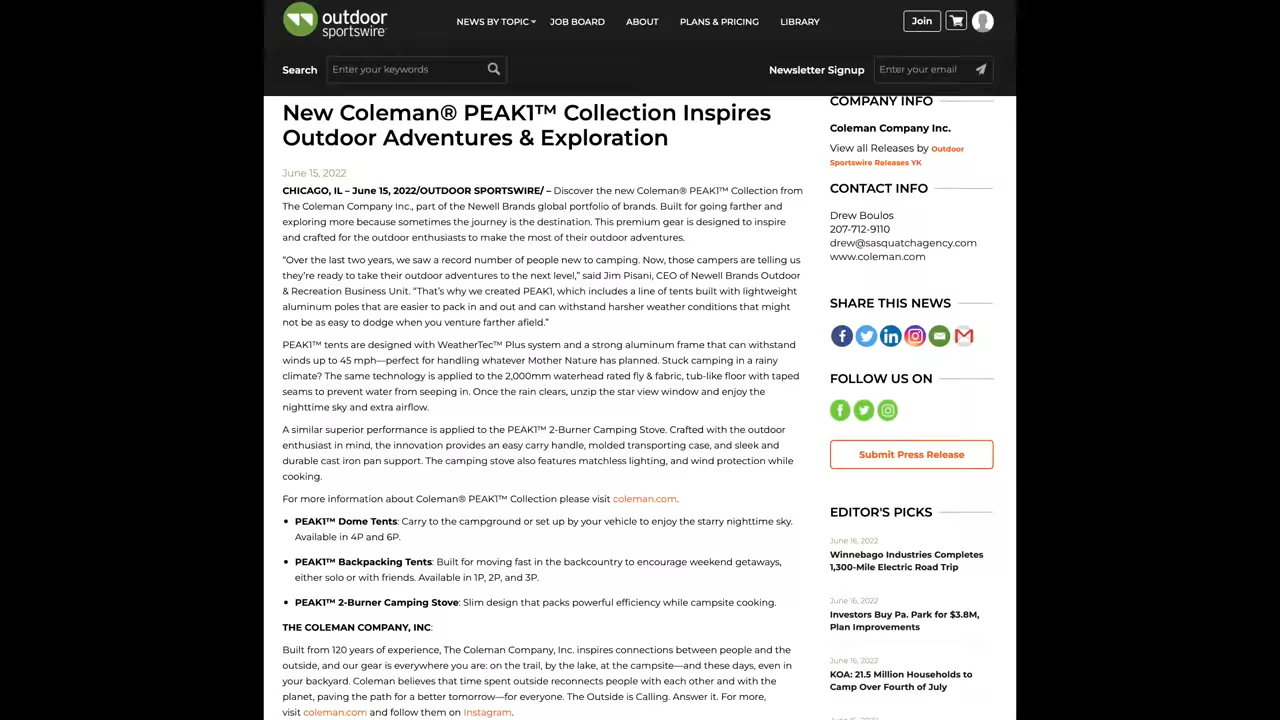 outdoor
sportswire
NEWS BY TOPIC
JOB BOARD
ABOUT
PLANS & PRICING
LIBRARY
Join
Search
Enter your keywords
Newsletter Signup
Enter your email
New Coleman® PEAK1™ Collection Inspires
Outdoor Adventures & Exploration
June 15, 2022
CHICAGO, IL – June 15, 2022/OUTDOOR SPORTSWIRE/ – Discover the new Coleman® PEAK1™ Collection from
The Coleman Company Inc., part of the Newell Brands global portfolio of brands. Built for going farther and
exploring more because sometimes the journey is the destination. This premium gear is designed to inspire
and crafted for the outdoor enthusiasts to make the most of their outdoor adventures.
“Over the last two years, we saw a record number of people new to camping. Now, those campers are telling us
they’re ready to take their outdoor adventures to the next level,” said Jim Pisani, CEO of Newell Brands Outdoor
& Recreation Business Unit. “That’s why we created PEAK1, which includes a line of tents built with lightweight
aluminum poles that are easier to pack in and out and can withstand harsher weather conditions that might
not be as easy to dodge when you venture farther afield.”
PEAK1™ tents are designed with WeatherTec™ Plus system and a strong aluminum frame that can withstand
winds up to 45 mph—perfect for handling whatever Mother Nature has planned. Stuck camping in a rainy
climate? The same technology is applied to the 2,000mm waterhead rated fly & fabric, tub-like floor with taped
seams to prevent water from seeping in. Once the rain clears, unzip the star view window and enjoy the
nighttime sky and extra airflow.
A similar superior performance is applied to the PEAK1™ 2-Burner Camping Stove. Crafted with the outdoor
enthusiast in mind, the innovation provides an easy carry handle, molded transporting case, and sleek and
durable cast iron pan support. The camping stove also features matchless lighting, and wind protection while
cooking.
For more information about Coleman® PEAK1™ Collection please visit coleman.com.
• PEAK1™ Dome Tents: Carry to the campground or set up by your vehicle to enjoy the starry nighttime sky.
Available in 4P and 6P.
• PEAK1™ Backpacking Tents: Built for moving fast in the backcountry to encourage weekend getaways,
either solo or with friends. Available in 1P, 2P, and 3P.
• PEAK1™ 2-Burner Camping Stove: Slim design that packs powerful efficiency while campsite cooking.
THE COLEMAN COMPANY, INC:
Built from 120 years of experience, The Coleman Company, Inc. inspires connections between people and the
outside, and our gear is everywhere you are: on the trail, by the lake, at the campsite—and these days, even in
your backyard. Coleman believes that time spent outside reconnects people with each other and with the
planet, paving the path for a better tomorrow—for everyone. The Outside is Calling. Answer it. For more,
visit coleman.com and follow them on Instagram.
COMPANY INFO
Coleman Company Inc.
View all Releases by Outdoor
Sportswire Releases YK
CONTACT INFO
Drew Boulos
207-712-9110
drew@sasquatchagency.com
www.coleman.com
SHARE THIS NEWS
FOLLOW US ON
Submit Press Release
EDITOR'S PICKS
June 16, 2022
Winnebago Industries Completes
1,300-Mile Electric Road Trip
June 16, 2022
Investors Buy Pa. Park for $3.8M,
Plan Improvements
June 16, 2022
KOA: 21.5 Million Households to
Camp Over Fourth of July